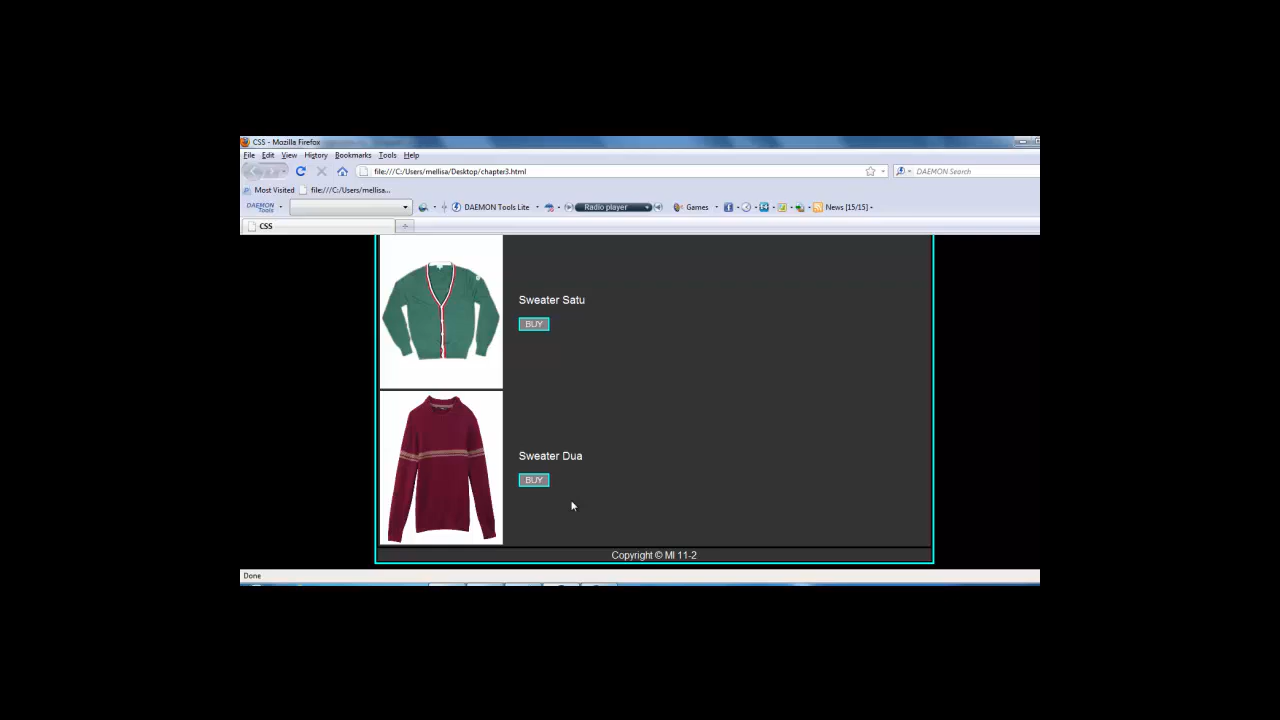 CSS - Mozilla Firefox
File Edit View History Bookmarks Tools Help
file:///C:/Users/mellisa/Desktop/chapter3.html
DAEMON Search
Most Visited file:///C:/Users/mellisa...
DAEMON Tools DAEMON Tools Lite Radio player Games News [15/15]
CSS
Sweater Satu
BUY
Sweater Dua
BUY
Copyright © MI 11-2
Done